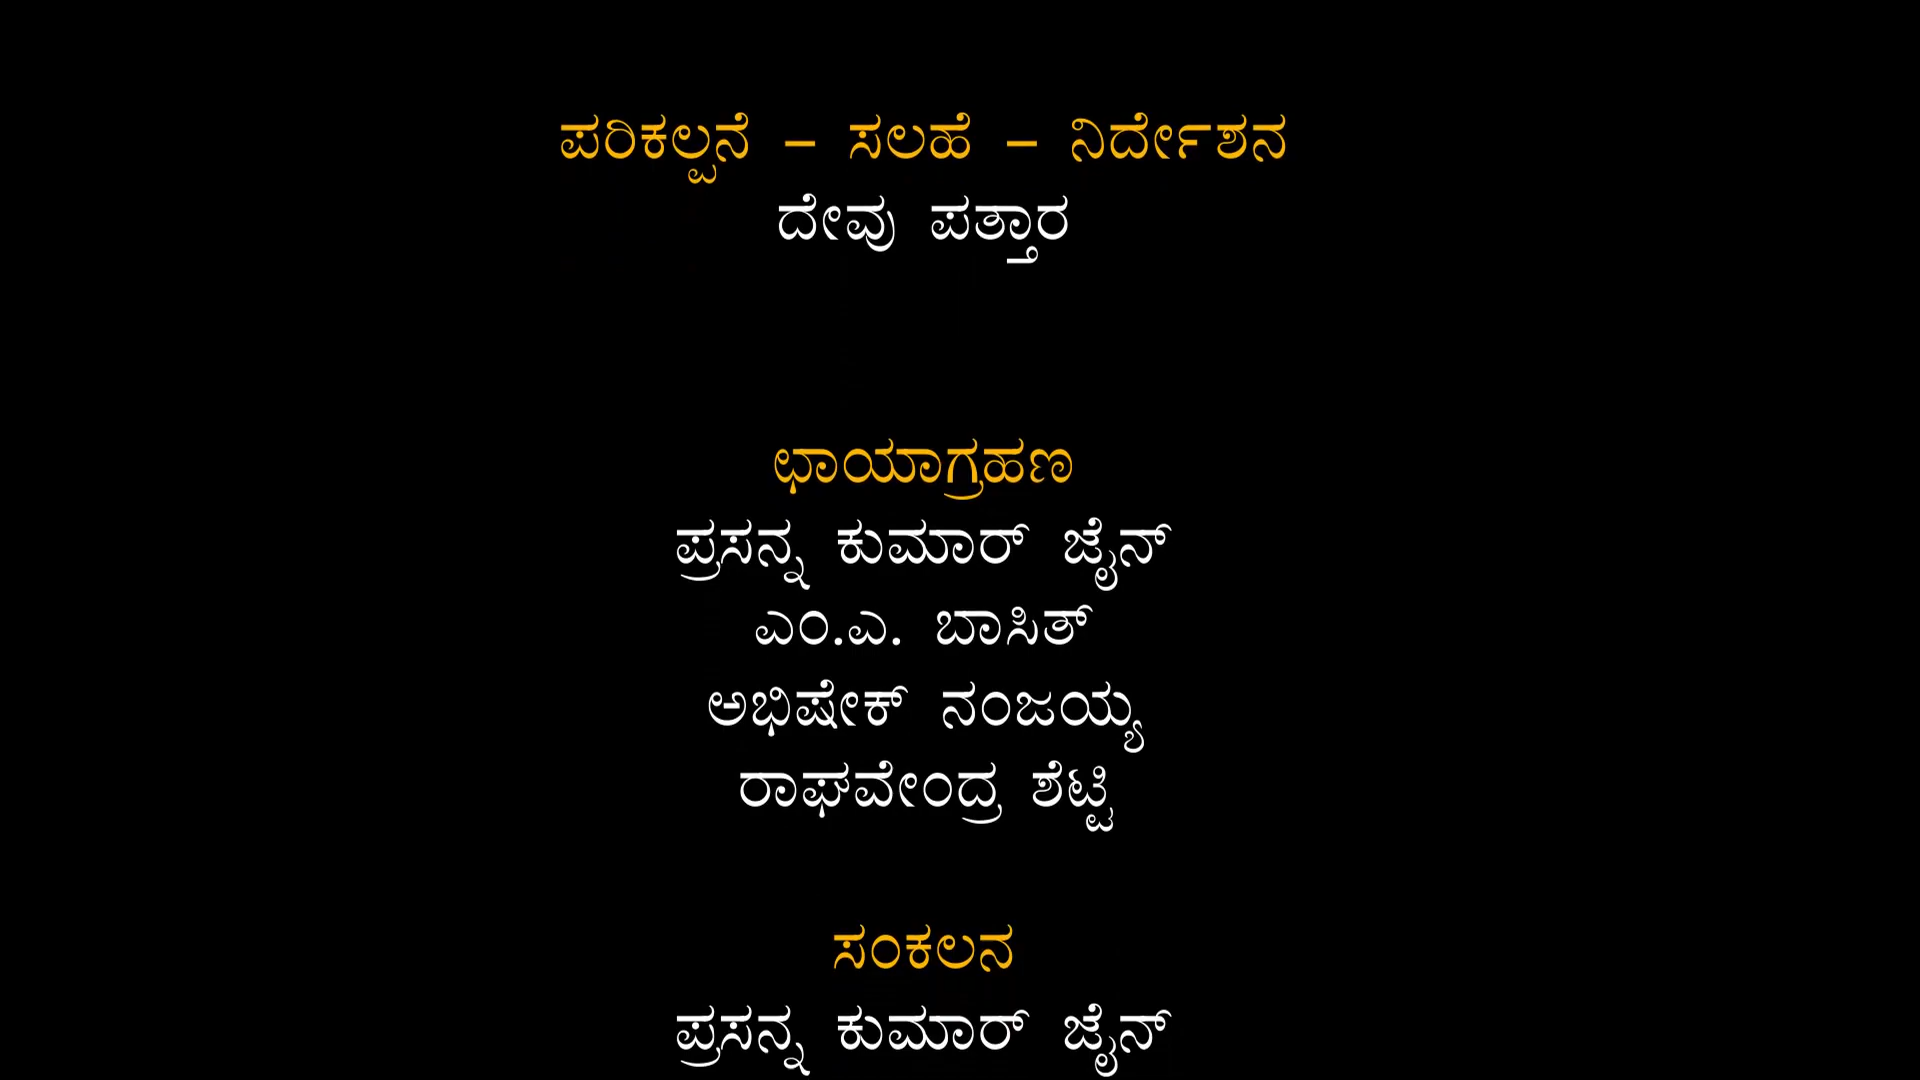 ಪರಿಕಲ್ಪನೆ – ಸಲಹೆ – ನಿರ್ದೇಶನ
ದೇವು ಪತ್ತಾರ
ಛಾಯಾಗ್ರಹಣ
ಪ್ರಸನ್ನ ಕುಮಾರ್ ಜೈನ್
ಎಂ.ಎ. ಬಾಸಿತ್
ಅಭಿಷೇಕ್ ನಂಜಯ್ಯ
ರಾಘವೇಂದ್ರ ಶೆಟ್ಟಿ
ಸಂಕಲನ
ಪ್ರಸನ್ನ ಕುಮಾರ್ ಜೈನ್